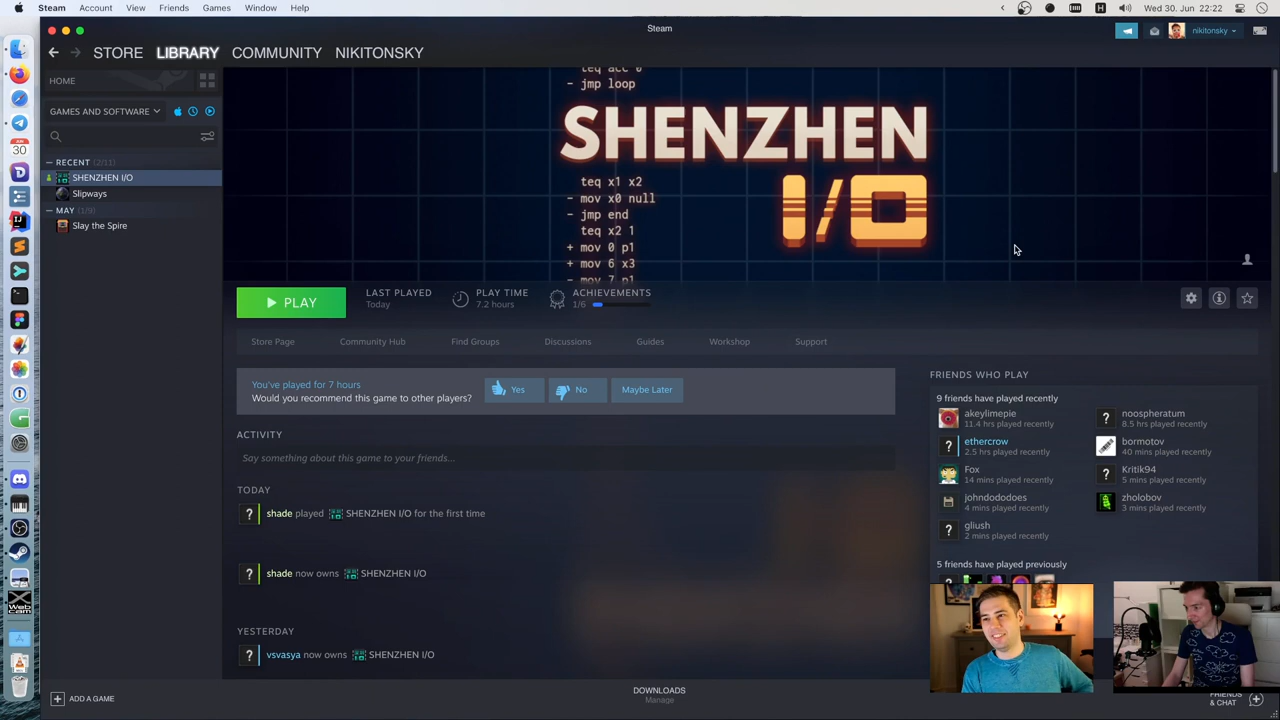 Steam Account View Friends Games Window Help
Wed 30. Jun 22:22
Steam
nikitonsky
STORE LIBRARY COMMUNITY NIKITONSKY
HOME
GAMES AND SOFTWARE
RECENT (2/11)
SHENZHEN I/O
Slipways
MAY (1/9)
Slay the Spire
teq acc 0
- jmp loop
SHENZHEN
I/O
teq x1 x2
- mov x0 null
- jmp end
teq x2 1
+ mov 0 p1
+ mov 6 x3
- mov 7 p1
PLAY
LAST PLAYED
Today
PLAY TIME
7.2 hours
ACHIEVEMENTS
1/6
Store Page Community Hub Find Groups Discussions Guides Workshop Support
You've played for 7 hours
Would you recommend this game to other players?
Yes No Maybe Later
ACTIVITY
Say something about this game to your friends...
TODAY
shade played SHENZHEN I/O for the first time
shade now owns SHENZHEN I/O
YESTERDAY
vsvasya now owns SHENZHEN I/O
FRIENDS WHO PLAY
9 friends have played recently
akeylimepie
11.4 hrs played recently
noospheratum
8.5 hrs played recently
ethercrow
2.5 hrs played recently
bormotov
40 mins played recently
Fox
14 mins played recently
Kritik94
5 mins played recently
johndododoes
4 mins played recently
zholobov
3 mins played recently
gliush
2 mins played recently
5 friends have played previously
ADD A GAME
DOWNLOADS
Manage
FRIENDS
& CHAT